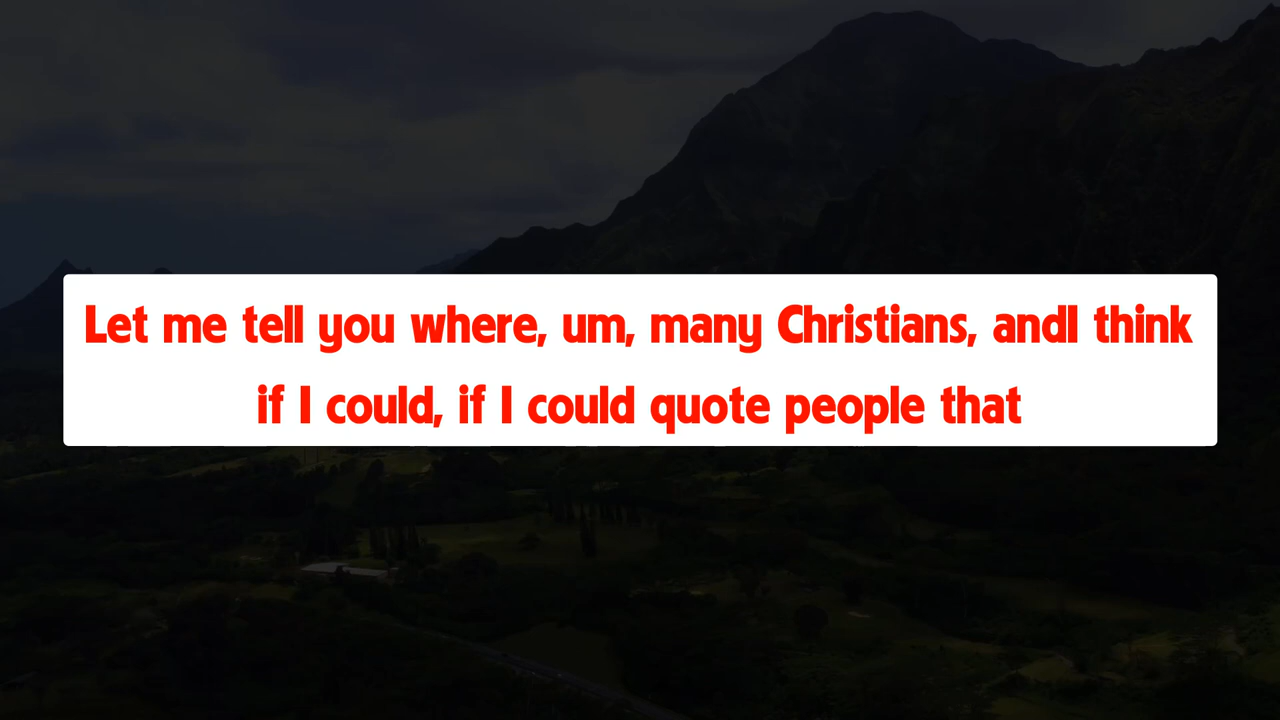 Let me tell you where, um, many Christians, andI think
if I could, if I could quote people that